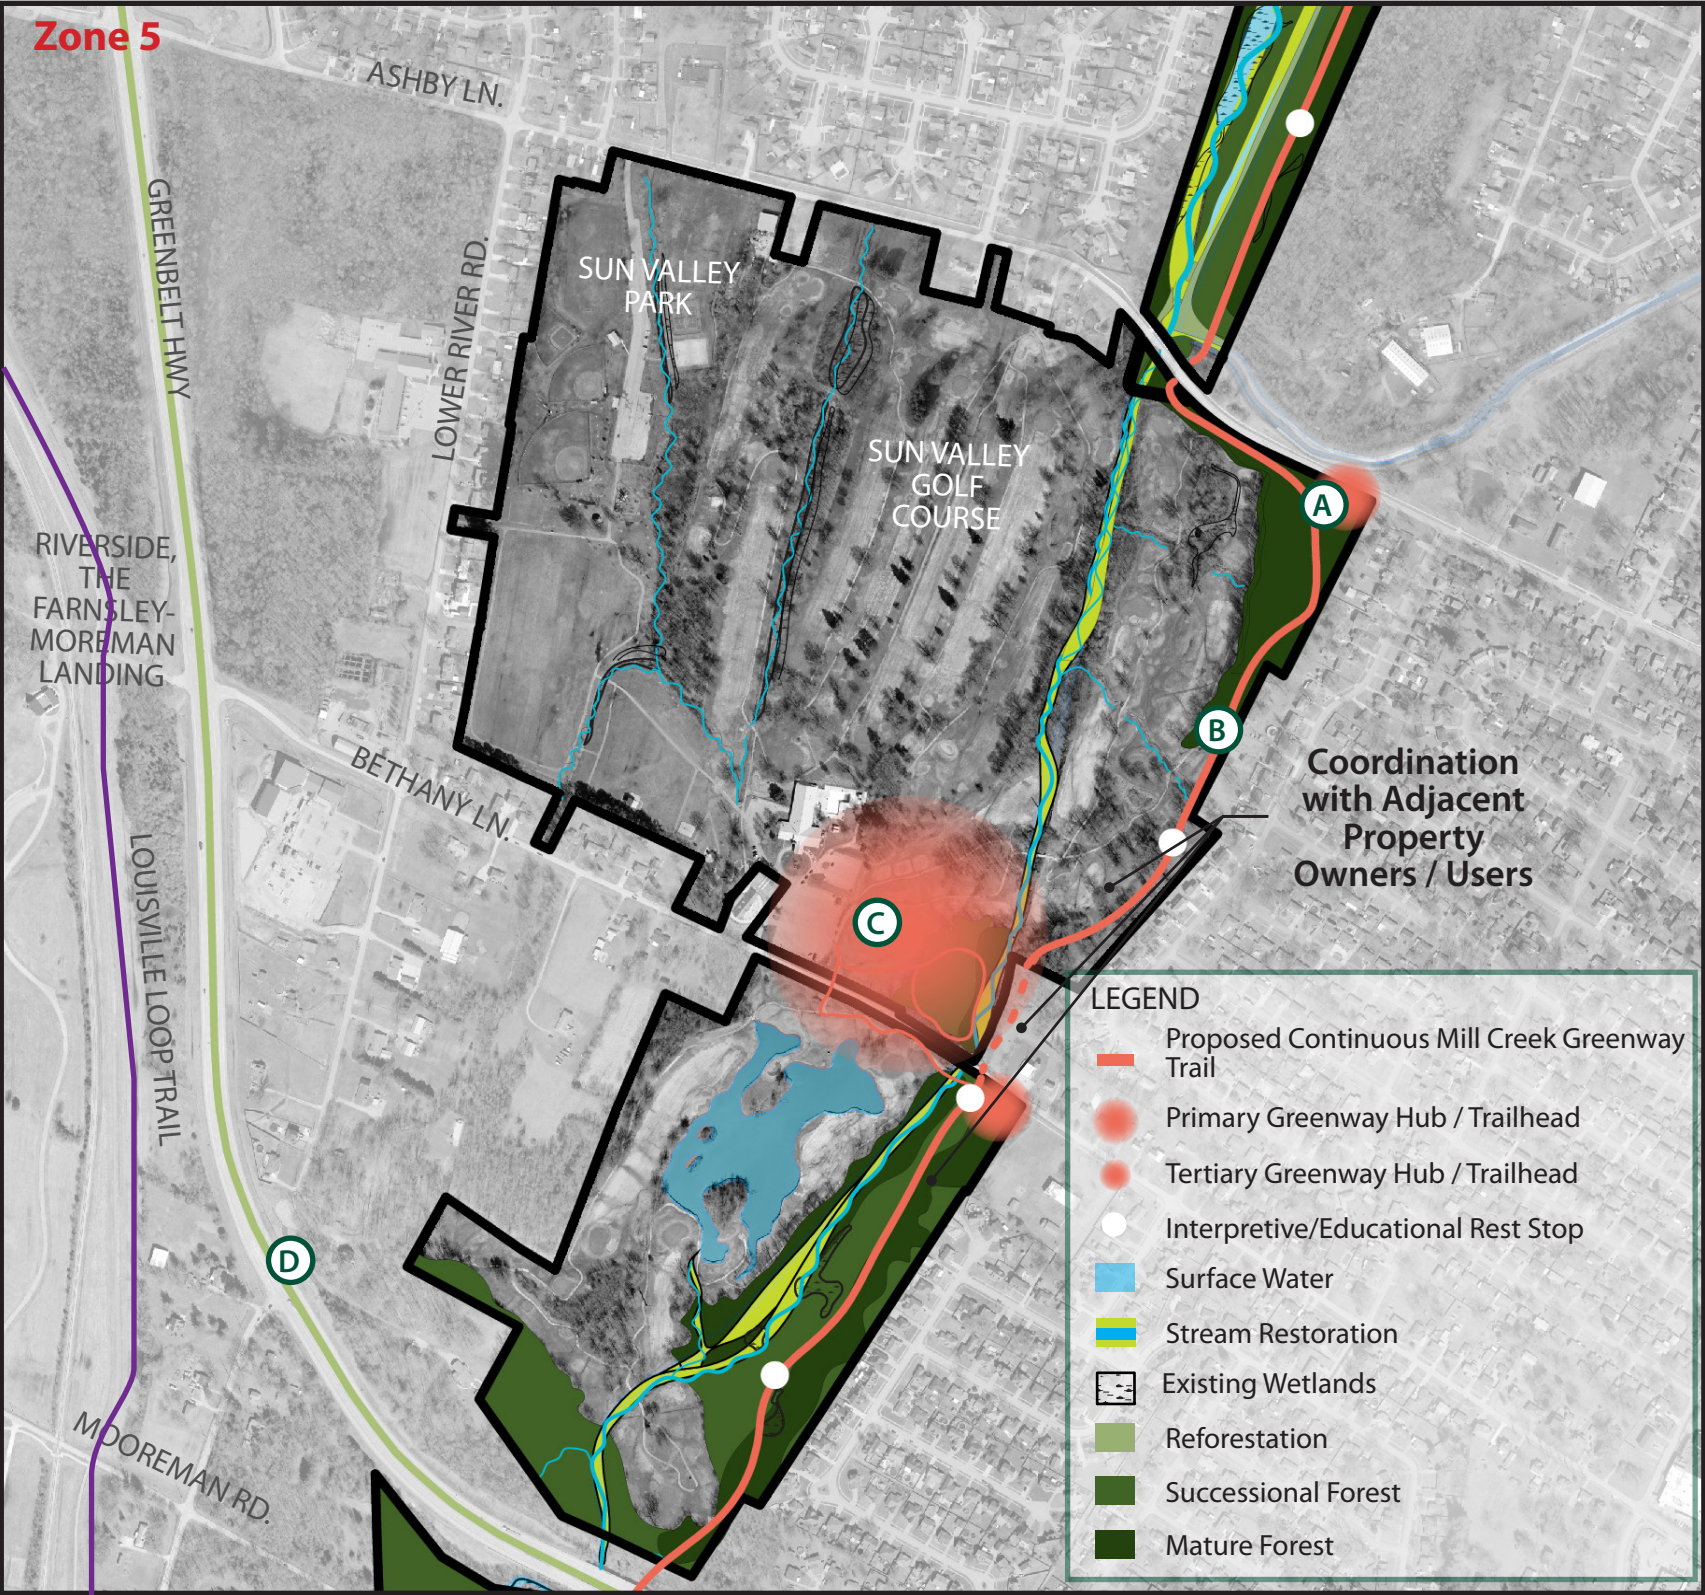 Zone 5
ASHBY LN.
GREENBELT HWY
LOWER RIVER RD.
SUN VALLEY
PARK
SUN VALLEY
GOLF
COURSE
A
RIVERSIDE,
THE
FARNSLEY-
MOREMAN
LANDING
B
BETHANY LN.
Coordination
with Adjacent
Property
Owners / Users
LOUISVILLE LOOP TRAIL
C
D
MOOREMAN RD.
LEGEND
Proposed Continuous Mill Creek Greenway
Trail
Primary Greenway Hub / Trailhead
Tertiary Greenway Hub / Trailhead
Interpretive/Educational Rest Stop
Surface Water
Stream Restoration
Existing Wetlands
Reforestation
Successional Forest
Mature Forest